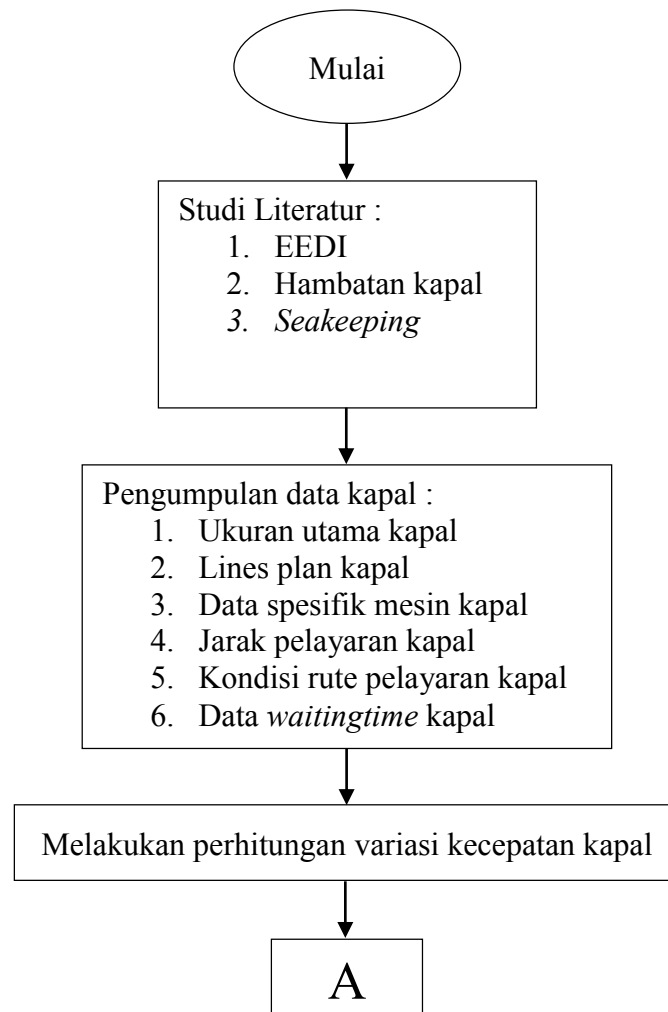 Mulai
Studi Literatur :
1. EEDI
2. Hambatan kapal
3. Seakeeping
Pengumpulan data kapal :
1. Ukuran utama kapal
2. Lines plan kapal
3. Data spesifik mesin kapal
4. Jarak pelayaran kapal
5. Kondisi rute pelayaran kapal
6. Data waitingtime kapal
Melakukan perhitungan variasi kecepatan kapal
A